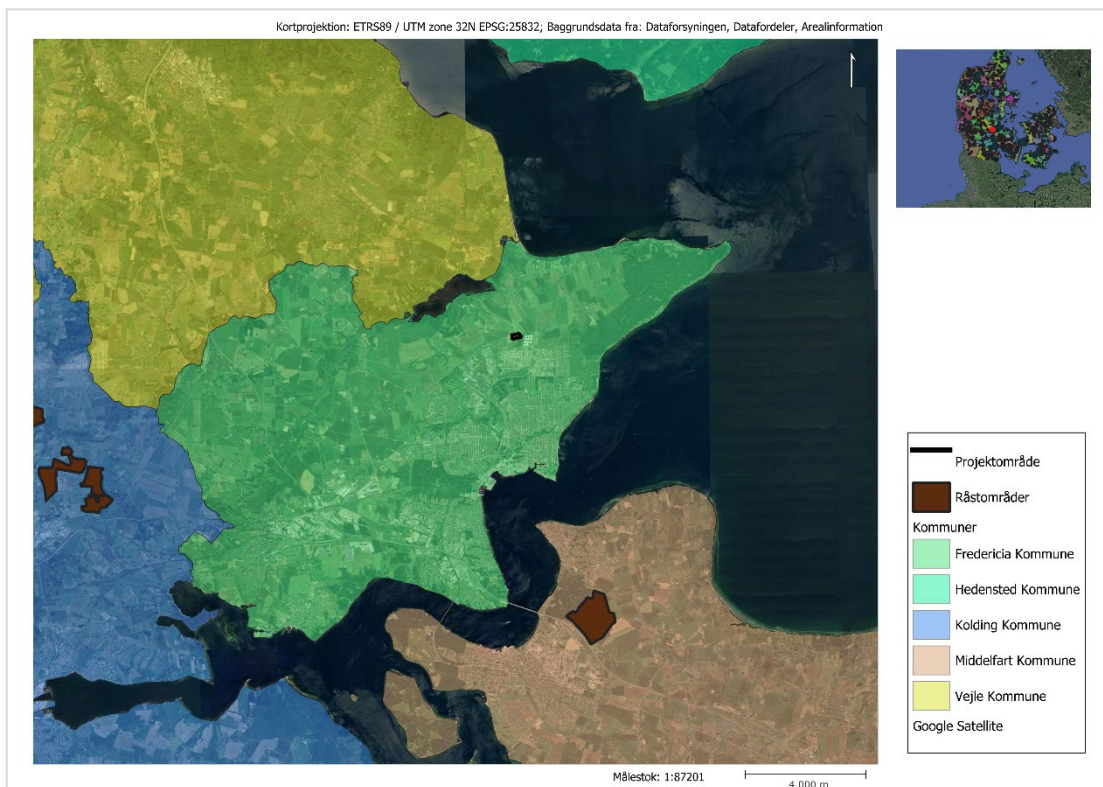 Kortprojektion: ETRS89 / UTM zone 32N EPSG:25832; Baggrundsdata fra: Dataforsyningen, Datafordeler, Arealinformation
Projektområde
Råstområder
Kommuner
Fredericia Kommune
Hedensted Kommune
Kolding Kommune
Middelfart Kommune
Vejle Kommune
Google Satellite
Målestok: 1:87201
4.000 m